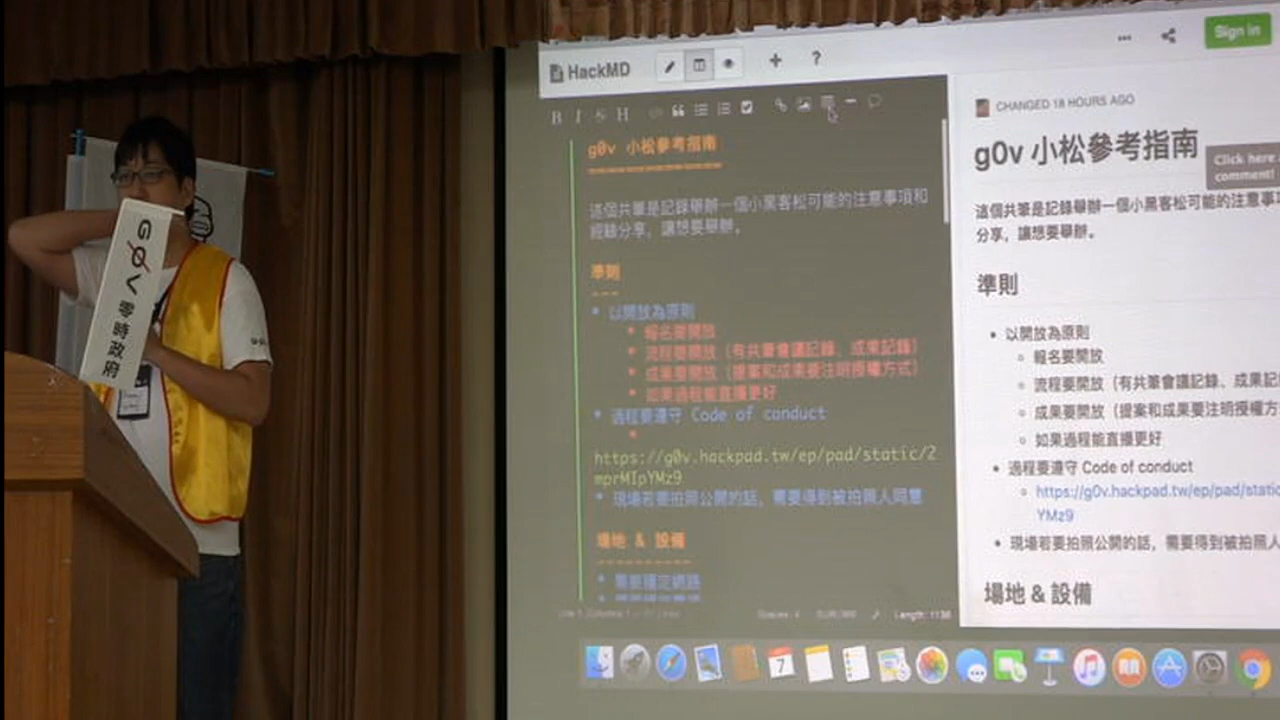 G0V 零時政府
HackMD
?
Sign in
B I S H
g0v 小松參考指南
==================
這個共筆是記錄舉辦一個小黑客松可能的注意事項和
經驗分享，讓想要舉辦。
準則
---
* 以開放為原則
* 報名要開放
* 流程要開放（有共筆會議記錄、成果記錄）
* 成果要開放（提案和成果要注明授權方式）
* 如果過程能直播更好
* 過程要遵守 Code of conduct
*
https://g0v.hackpad.tw/ep/pad/static/2
mprMIpYMz9
* 現場若要拍照公開的話，需要得到被拍照人同意
場地 & 設備
* 需要穩定網路
CHANGED 18 HOURS AGO
g0v 小松參考指南
Click here
comment!
這個共筆是記錄舉辦一個小黑客松可能的注意事
分享，讓想要舉辦。
準則
• 以開放為原則
◦ 報名要開放
◦ 流程要開放（有共筆會議記錄、成果記
◦ 成果要開放（提案和成果要注明授權方
◦ 如果過程能直播更好
• 過程要遵守 Code of conduct
◦ https://g0v.hackpad.tw/ep/pad/static
YMz9
• 現場若要拍照公開的話，需要得到被拍照人
場地 & 設備
7